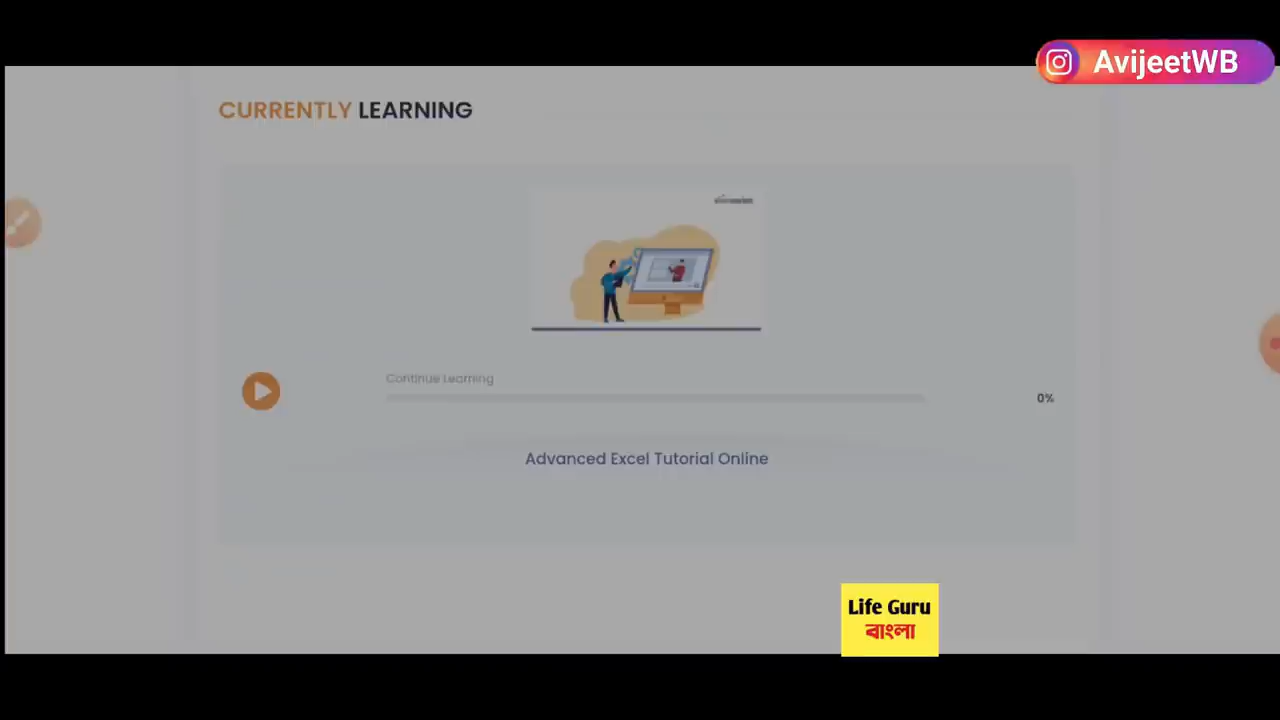 AvijeetWB
CURRENTLY LEARNING
Continue Learning
0%
Advanced Excel Tutorial Online
Life Guru
বাংলা